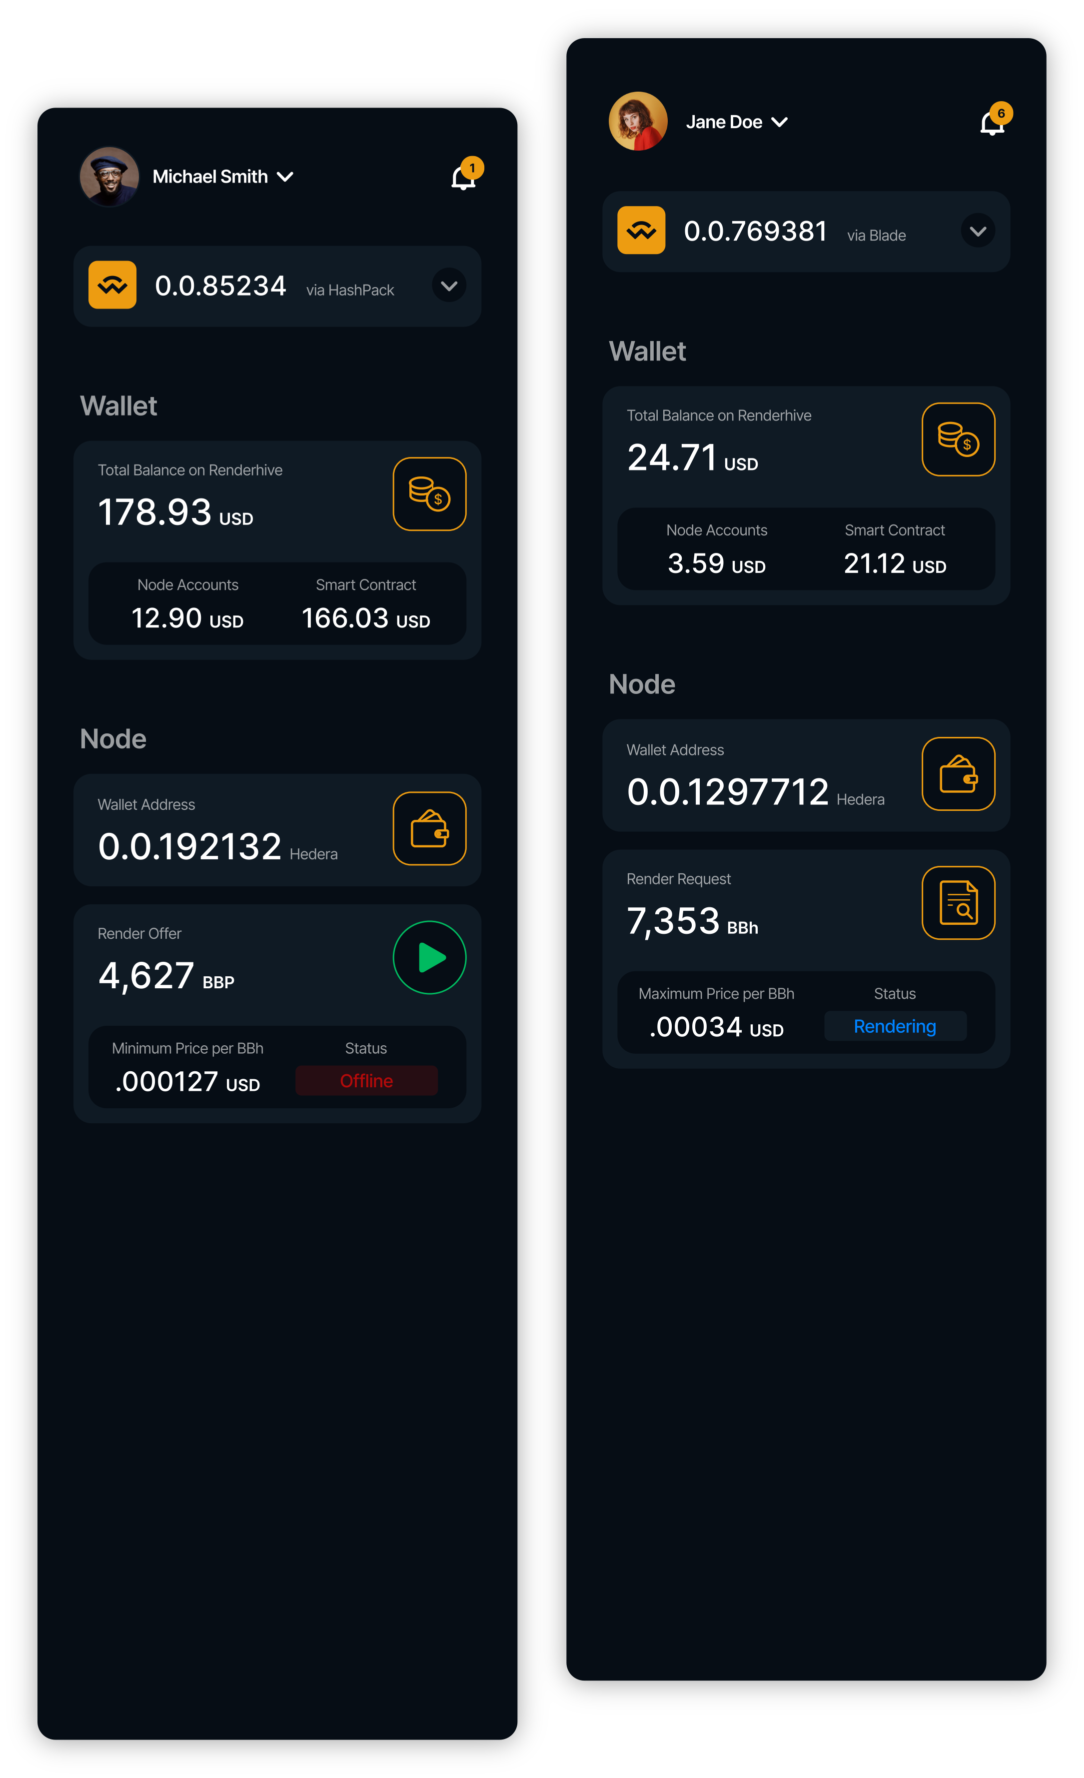 Michael Smith
1
0.0.85234 via HashPack
Wallet
Total Balance on Renderhive
178.93 USD
Node Accounts Smart Contract
12.90 USD 166.03 USD
Node
Wallet Address
0.0.192132 Hedera
Render Offer
4,627 BBP
Minimum Price per BBh Status
.000127 USD Offline
Jane Doe
6
0.0.769381 via Blade
Wallet
Total Balance on Renderhive
24.71 USD
$
Node Accounts Smart Contract
3.59 USD 21.12 USD
Node
Wallet Address
0.0.1297712 Hedera
Render Request
7,353 BBh
Maximum Price per BBh Status
.00034 USD Rendering